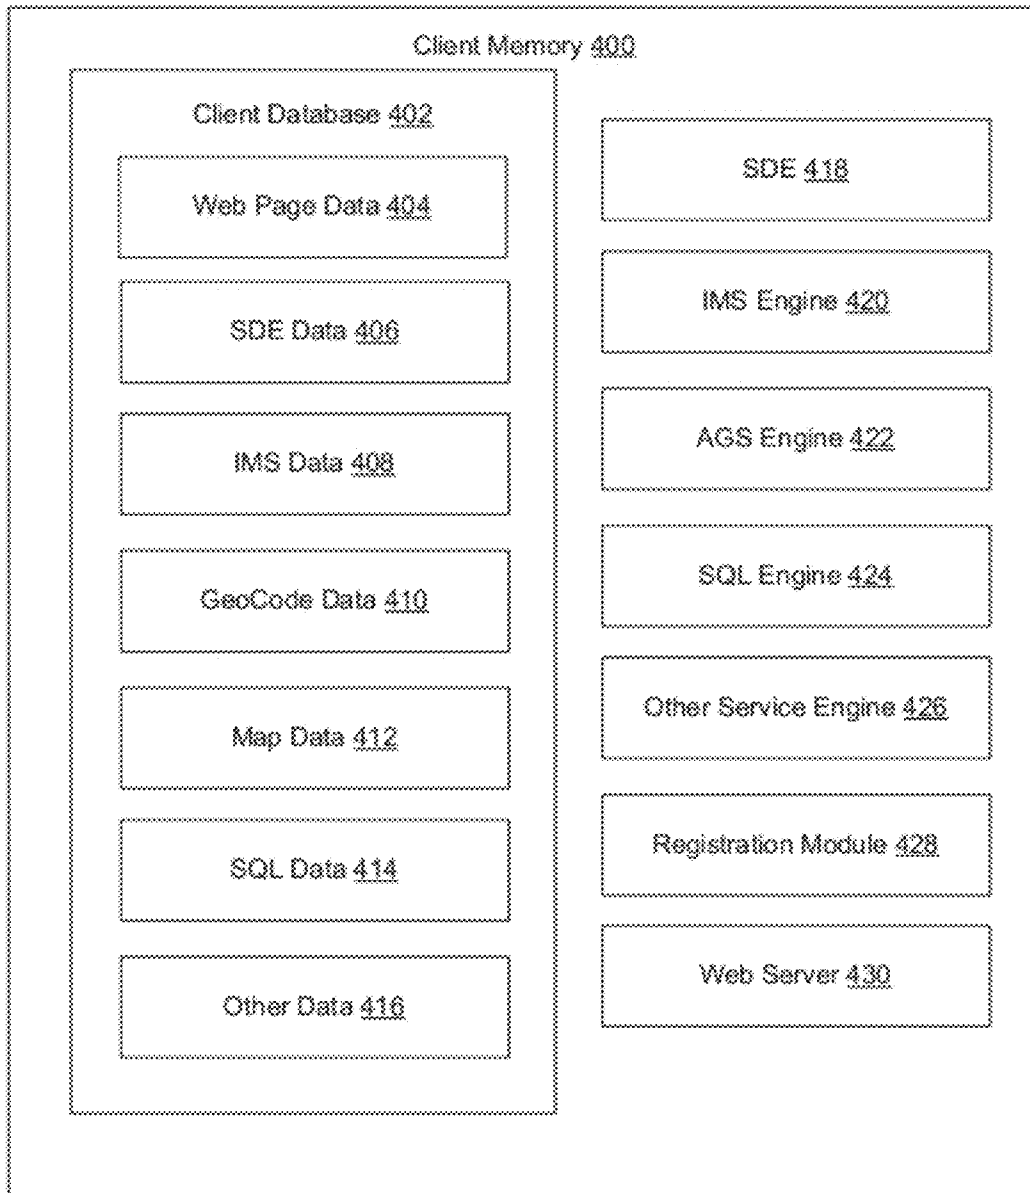 Client Memory 400
Client Database 402
Web Page Data 404
SDE Data 406
IMS Data 408
GeoCode Data 410
Map Data 412
SQL Data 414
Other Data 416
SDE 418
IMS Engine 420
AGS Engine 422
SQL Engine 424
Other Service Engine 426
Registration Module 428
Web Server 430